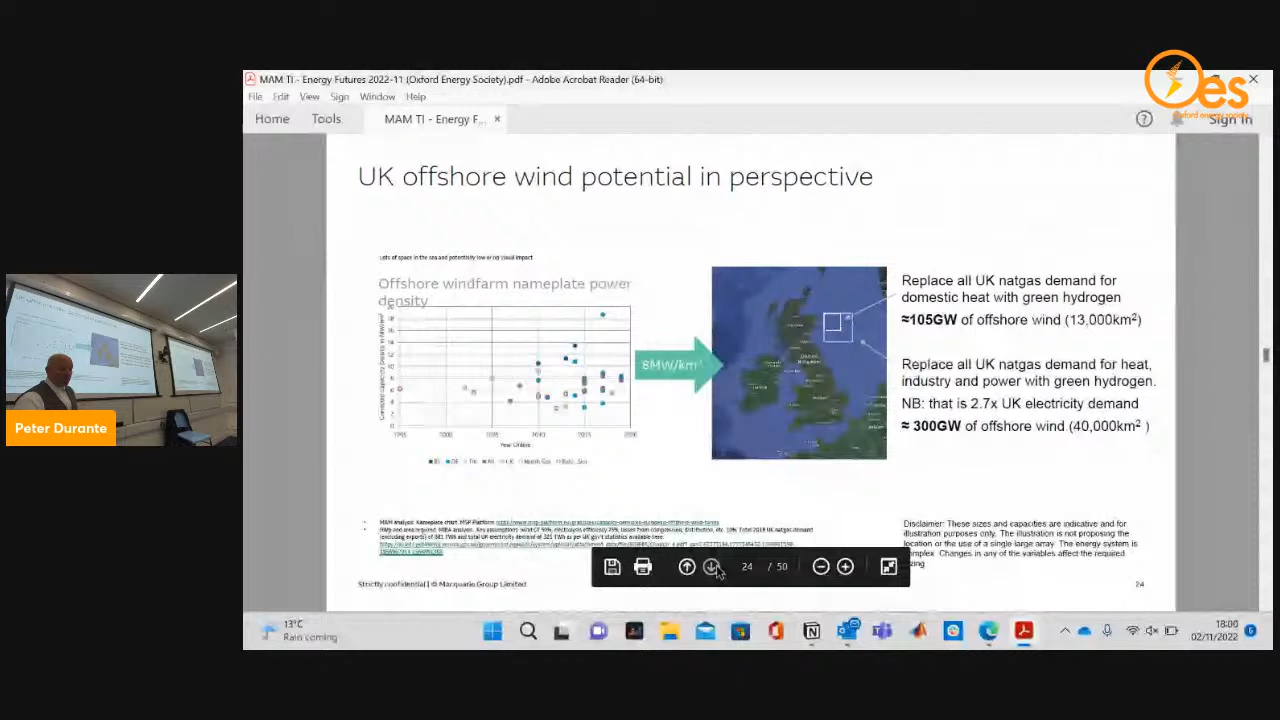 MAM TI - Energy Futures 2022-11 (Oxford Energy Society).pdf - Adobe Acrobat Reader (64-bit)
File Edit View Sign Window Help
Home Tools MAM TI - Energy F... × Sign In
Oes
Oxford energy society
UK offshore wind potential in perspective
Lots of space in the sea and potentially low or no visual impact
Offshore windfarm nameplate power
density
Year Online
8MW/km²
Replace all UK natgas demand for
domestic heat with green hydrogen
≈105GW of offshore wind (13,000km²)
Replace all UK natgas demand for heat,
industry and power with green hydrogen.
NB: that is 2.7x UK electricity demand
≈ 300GW of offshore wind (40,000km² )
Disclaimer: These sizes and capacities are indicative and for
illustration purposes only. The illustration is not proposing the
location or the use of a single large array. The energy system is
complex. Changes in any of the variables affect the required
Strictly confidential | © Macquarie Group Limited
24
24 / 50
Peter Durante
13°C
Rain coming
18:00
02/11/2022